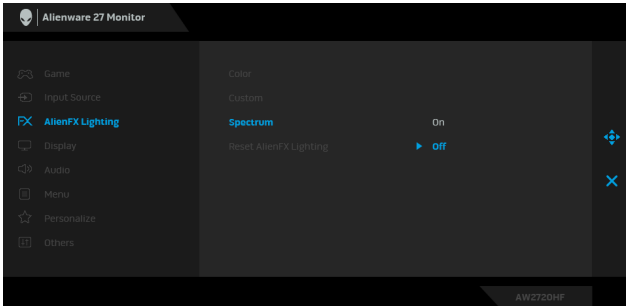 Alienware 27 Monitor
Game
Color
Input Source
Custom
FX AlienFX Lighting
Spectrum On
Display
Reset AlienFX Lighting Off
Audio
Menu
Personalize
Others
AW2720HF